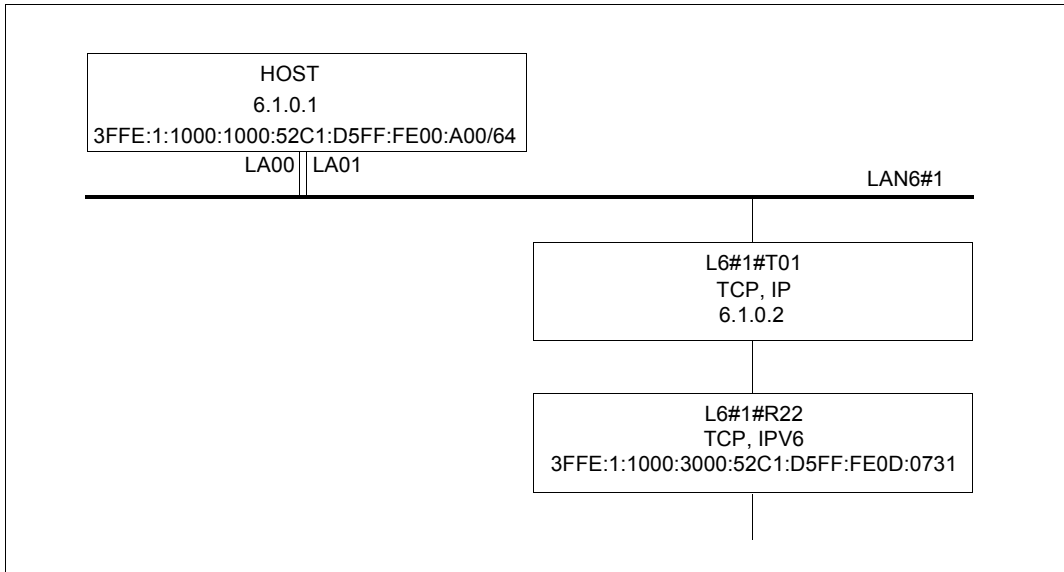 HOST
6.1.0.1
3FFE:1:1000:1000:52C1:D5FF:FE00:A00/64
LA00 LA01
LAN6#1
L6#1#T01
TCP, IP
6.1.0.2
L6#1#R22
TCP, IPV6
3FFE:1:1000:3000:52C1:D5FF:FE0D:0731